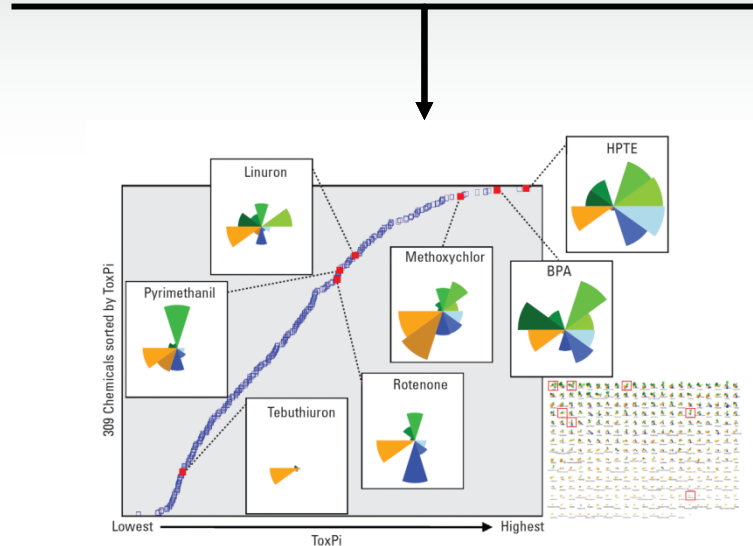 HPTE
Linuron
Methoxychlor
BPA
Pyrimethanil
309 Chemicals sorted by ToxPi
Rotenone
Tebuthiuron
Lowest
Highest
ToxPi